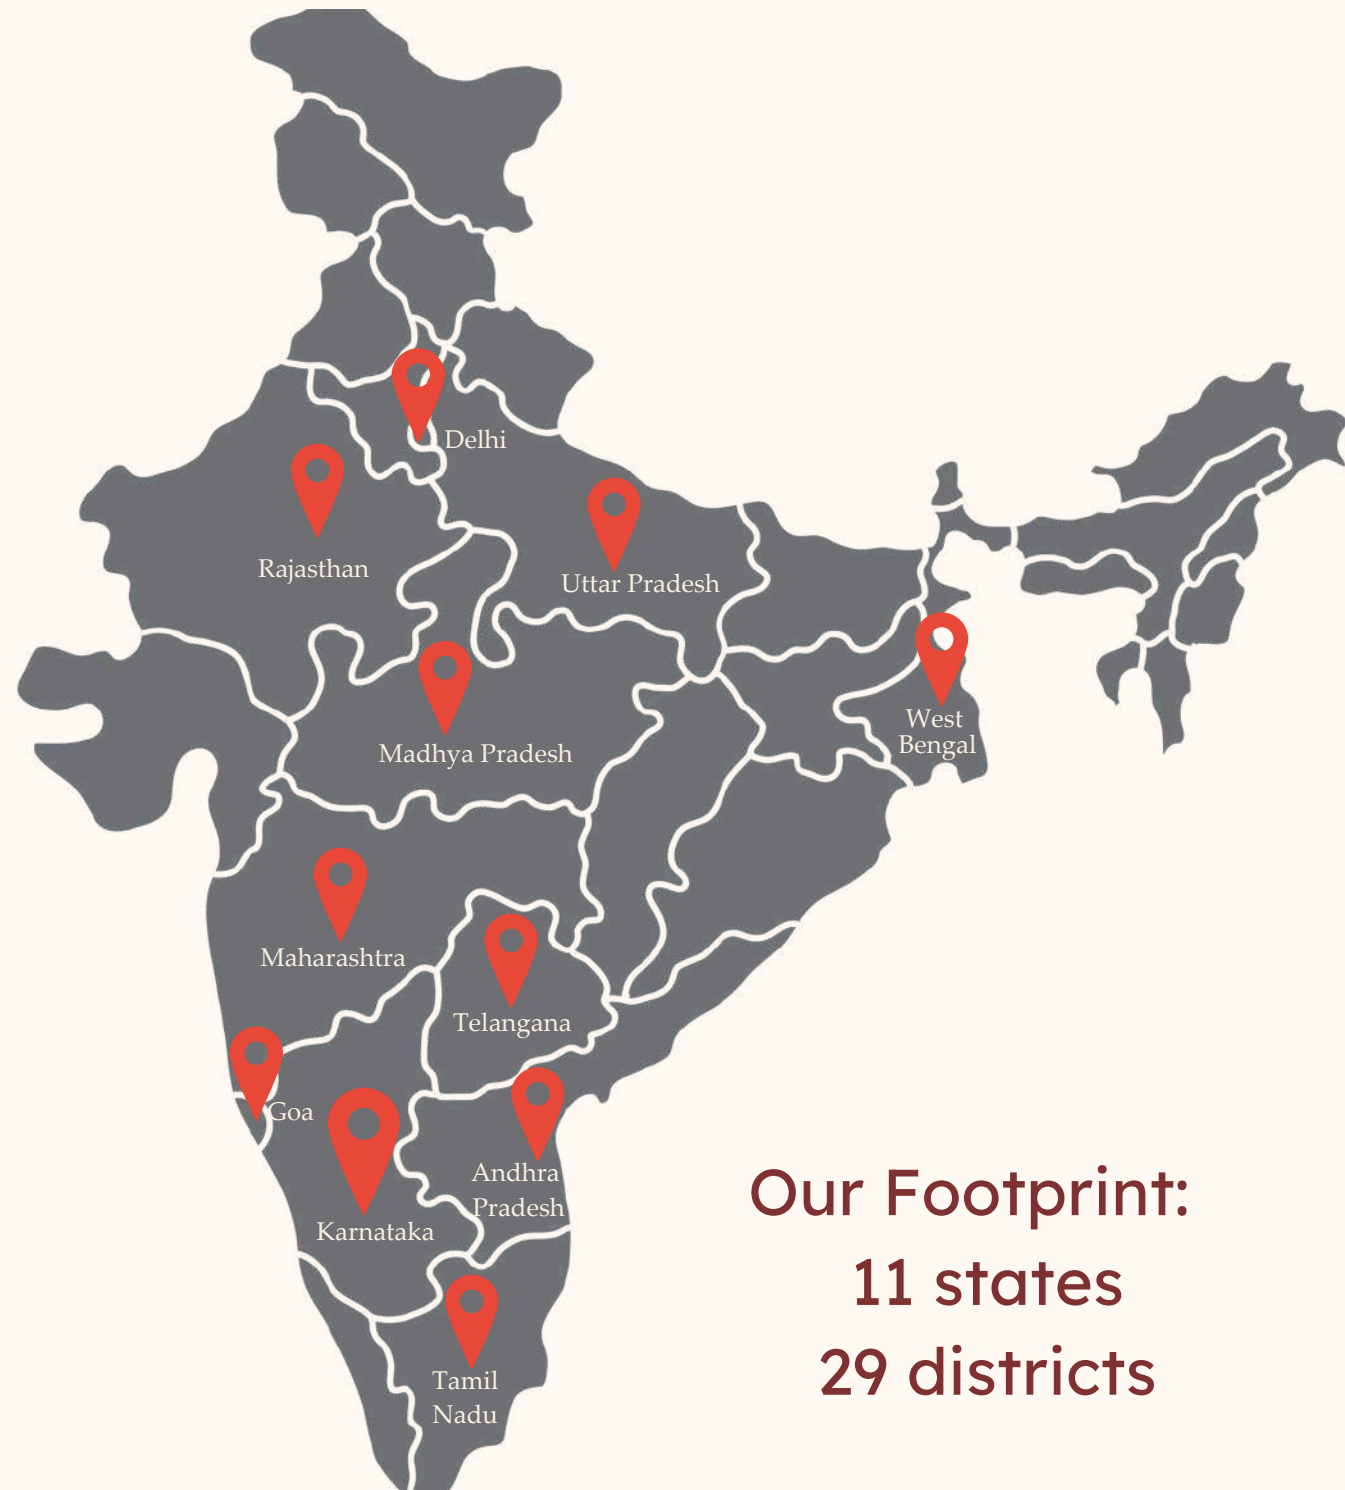 Delhi
Rajasthan
Uttar Pradesh
West
Bengal
Madhya Pradesh
Maharashtra
Telangana
Goa
Andhra
Pradesh
Karnataka
Tamil
Nadu
Our Footprint:
11 states
29 districts